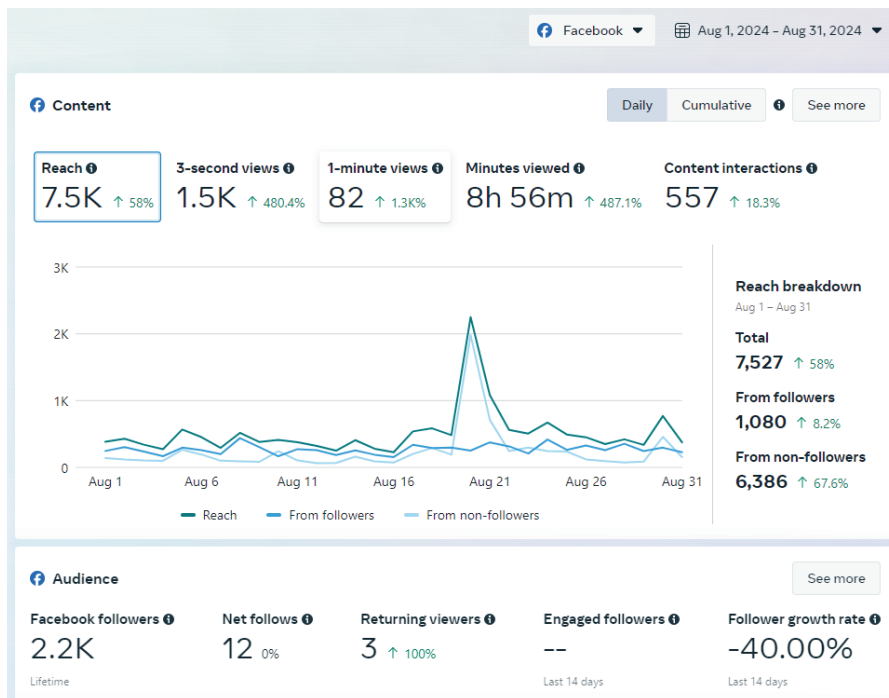 Facebook
Aug 1, 2024 – Aug 31, 2024
Content
Daily
Cumulative
See more
Reach
7.5K ↑ 58%
3-second views
1.5K ↑ 480.4%
1-minute views
82 ↑ 1.3K%
Minutes viewed
8h 56m ↑ 487.1%
Content interactions
557 ↑ 18.3%
3K
2K
1K
0
Aug 1 Aug 6 Aug 11 Aug 16 Aug 21 Aug 26 Aug 31
Reach From followers From non-followers
Reach breakdown
Aug 1 – Aug 31
Total
7,527 ↑ 58%
From followers
1,080 ↑ 8.2%
From non-followers
6,386 ↑ 67.6%
Audience
See more
Facebook followers
2.2K
Lifetime
Net follows
12 0%
Returning viewers
3 ↑ 100%
Engaged followers
--
Last 14 days
Follower growth rate
-40.00%
Last 14 days